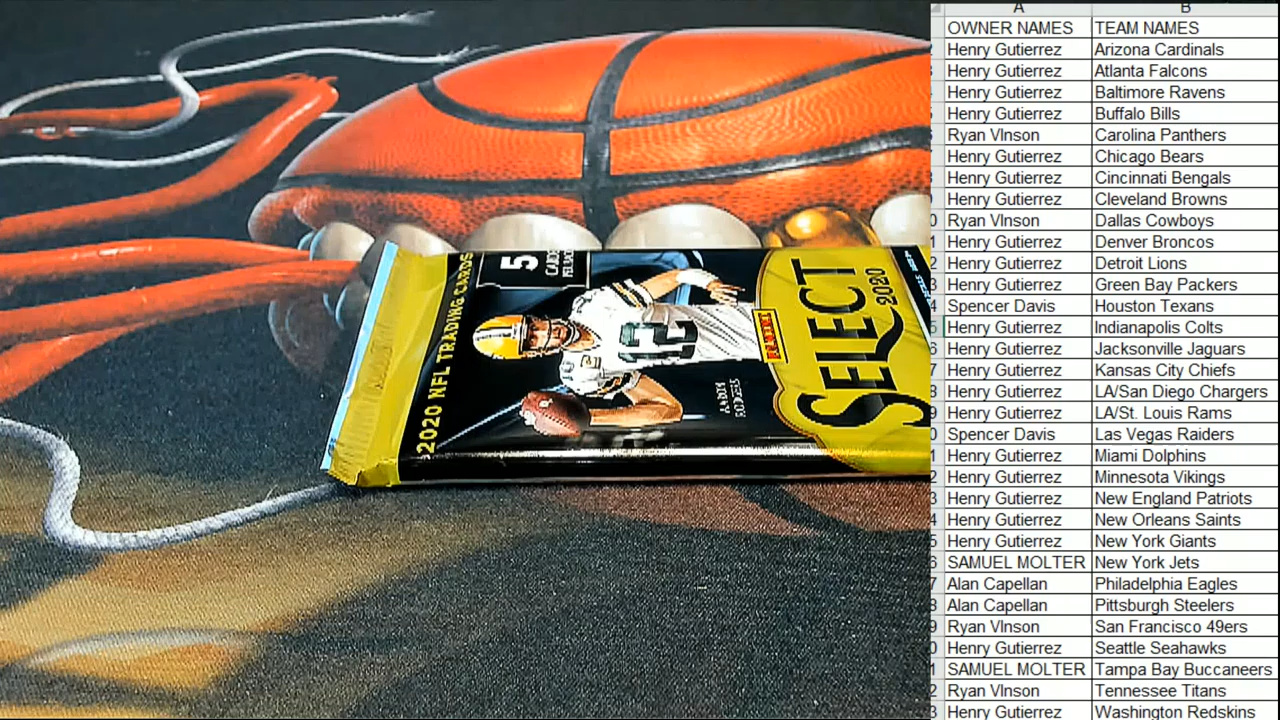 2020 NFL TRADING CARDS
5
CARDS
PER PACK
AARON
RODGERS
12
PANINI
SELECT
2020
A B
OWNER NAMES TEAM NAMES
Henry Gutierrez Arizona Cardinals
Henry Gutierrez Atlanta Falcons
Henry Gutierrez Baltimore Ravens
Henry Gutierrez Buffalo Bills
Ryan VInson Carolina Panthers
Henry Gutierrez Chicago Bears
Henry Gutierrez Cincinnati Bengals
Henry Gutierrez Cleveland Browns
Ryan VInson Dallas Cowboys
Henry Gutierrez Denver Broncos
Henry Gutierrez Detroit Lions
Henry Gutierrez Green Bay Packers
Spencer Davis Houston Texans
Henry Gutierrez Indianapolis Colts
Henry Gutierrez Jacksonville Jaguars
Henry Gutierrez Kansas City Chiefs
Henry Gutierrez LA/San Diego Chargers
Henry Gutierrez LA/St. Louis Rams
Spencer Davis Las Vegas Raiders
Henry Gutierrez Miami Dolphins
Henry Gutierrez Minnesota Vikings
Henry Gutierrez New England Patriots
Henry Gutierrez New Orleans Saints
Henry Gutierrez New York Giants
SAMUEL MOLTER New York Jets
Alan Capellan Philadelphia Eagles
Alan Capellan Pittsburgh Steelers
Ryan VInson San Francisco 49ers
Henry Gutierrez Seattle Seahawks
SAMUEL MOLTER Tampa Bay Buccaneers
Ryan VInson Tennessee Titans
Henry Gutierrez Washington Redskins